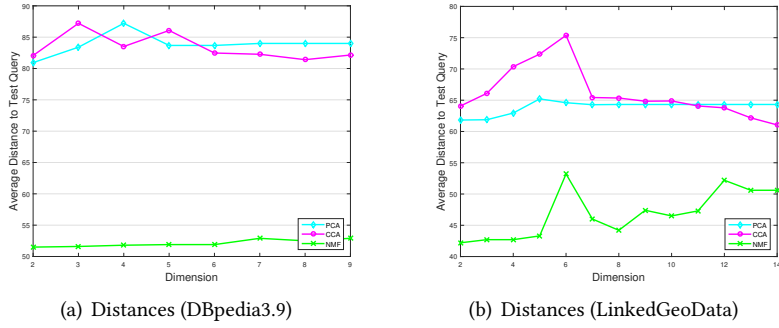 90
85
80
75
70
65
60
55
50
Average Distance to Test Query
2 3 4 5 6 7 8 9
Dimension
PCA
CCA
NMF
(a) Distances (DBpedia3.9)
80
75
70
65
60
55
50
45
40
Average Distance to Test Query
2 4 6 8 10 12 14
Dimension
PCA
CCA
NMF
(b) Distances (LinkedGeoData)